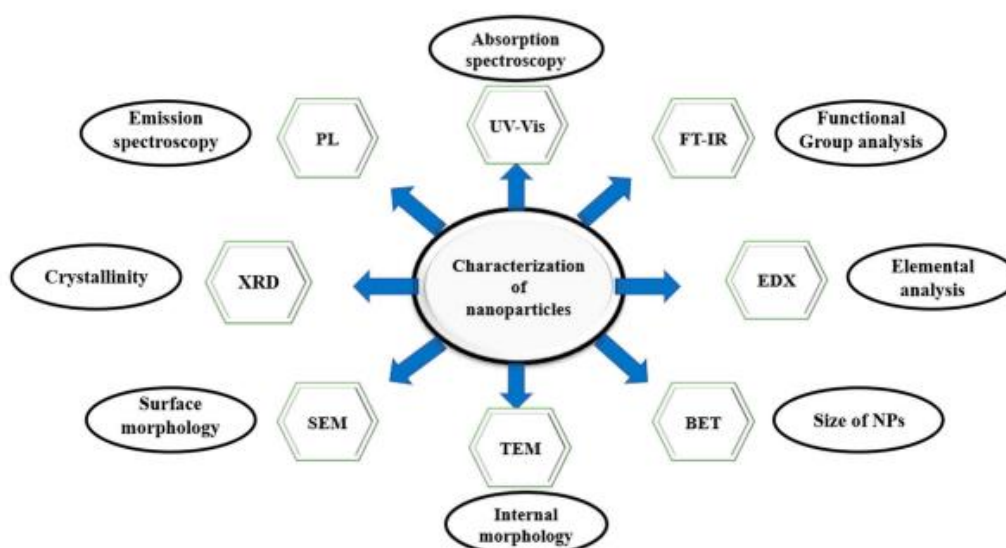 Absorption
spectroscopy
UV-Vis
Emission
spectroscopy
PL
FT-IR
Functional
Group analysis
Crystallinity
XRD
Characterization
of
nanoparticles
EDX
Elemental
analysis
Surface
morphology
SEM
TEM
BET
Size of NPs
Internal
morphology